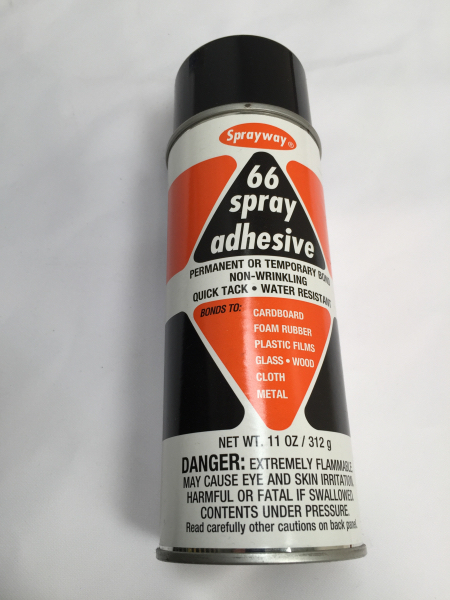 Sprayway®
66
spray
adhesive
PERMANENT OR TEMPORARY BOND
NON-WRINKLING
QUICK TACK • WATER RESISTANT
BONDS TO:
CARDBOARD
FOAM RUBBER
PLASTIC FILMS
GLASS • WOOD
CLOTH
METAL
NET WT. 11 OZ / 312 g
DANGER: EXTREMELY FLAMMABLE
MAY CAUSE EYE AND SKIN IRRITATION
HARMFUL OR FATAL IF SWALLOWED.
CONTENTS UNDER PRESSURE.
Read carefully other cautions on back panel.